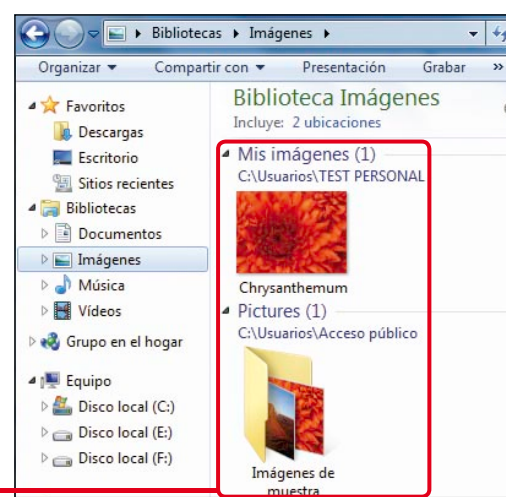 Bibliotecas Imágenes
Organizar Compartir con Presentación Grabar »
Favoritos
Descargas
Escritorio
Sitios recientes
Bibliotecas
Documentos
Imágenes
Música
Vídeos
Grupo en el hogar
Equipo
Disco local (C:)
Disco local (E:)
Disco local (F:)
Biblioteca Imágenes
Incluye: 2 ubicaciones
Mis imágenes (1)
C:\Usuarios\TEST PERSONAL
Chrysanthemum
Pictures (1)
C:\Usuarios\Acceso público
Imágenes de
muestra